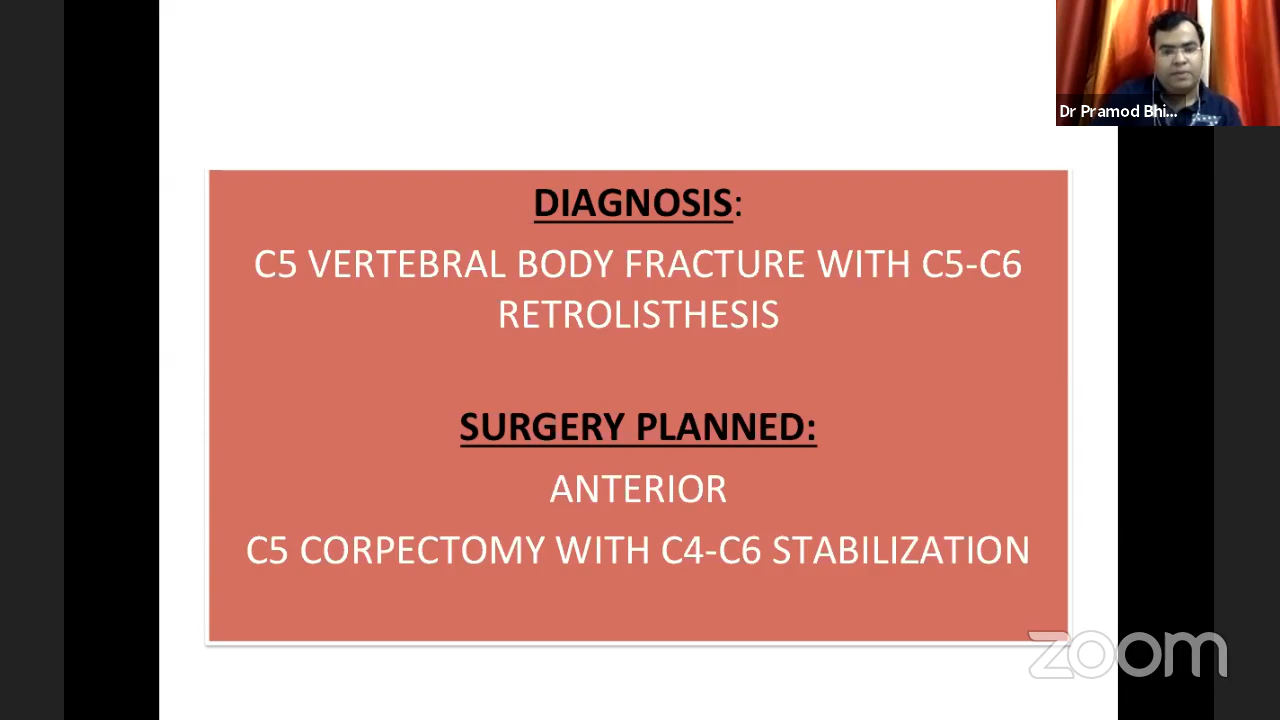 Dr Pramod Bhi...
DIAGNOSIS:
C5 VERTEBRAL BODY FRACTURE WITH C5-C6
RETROLISTHESIS
SURGERY PLANNED:
ANTERIOR
C5 CORPECTOMY WITH C4-C6 STABILIZATION
zoom